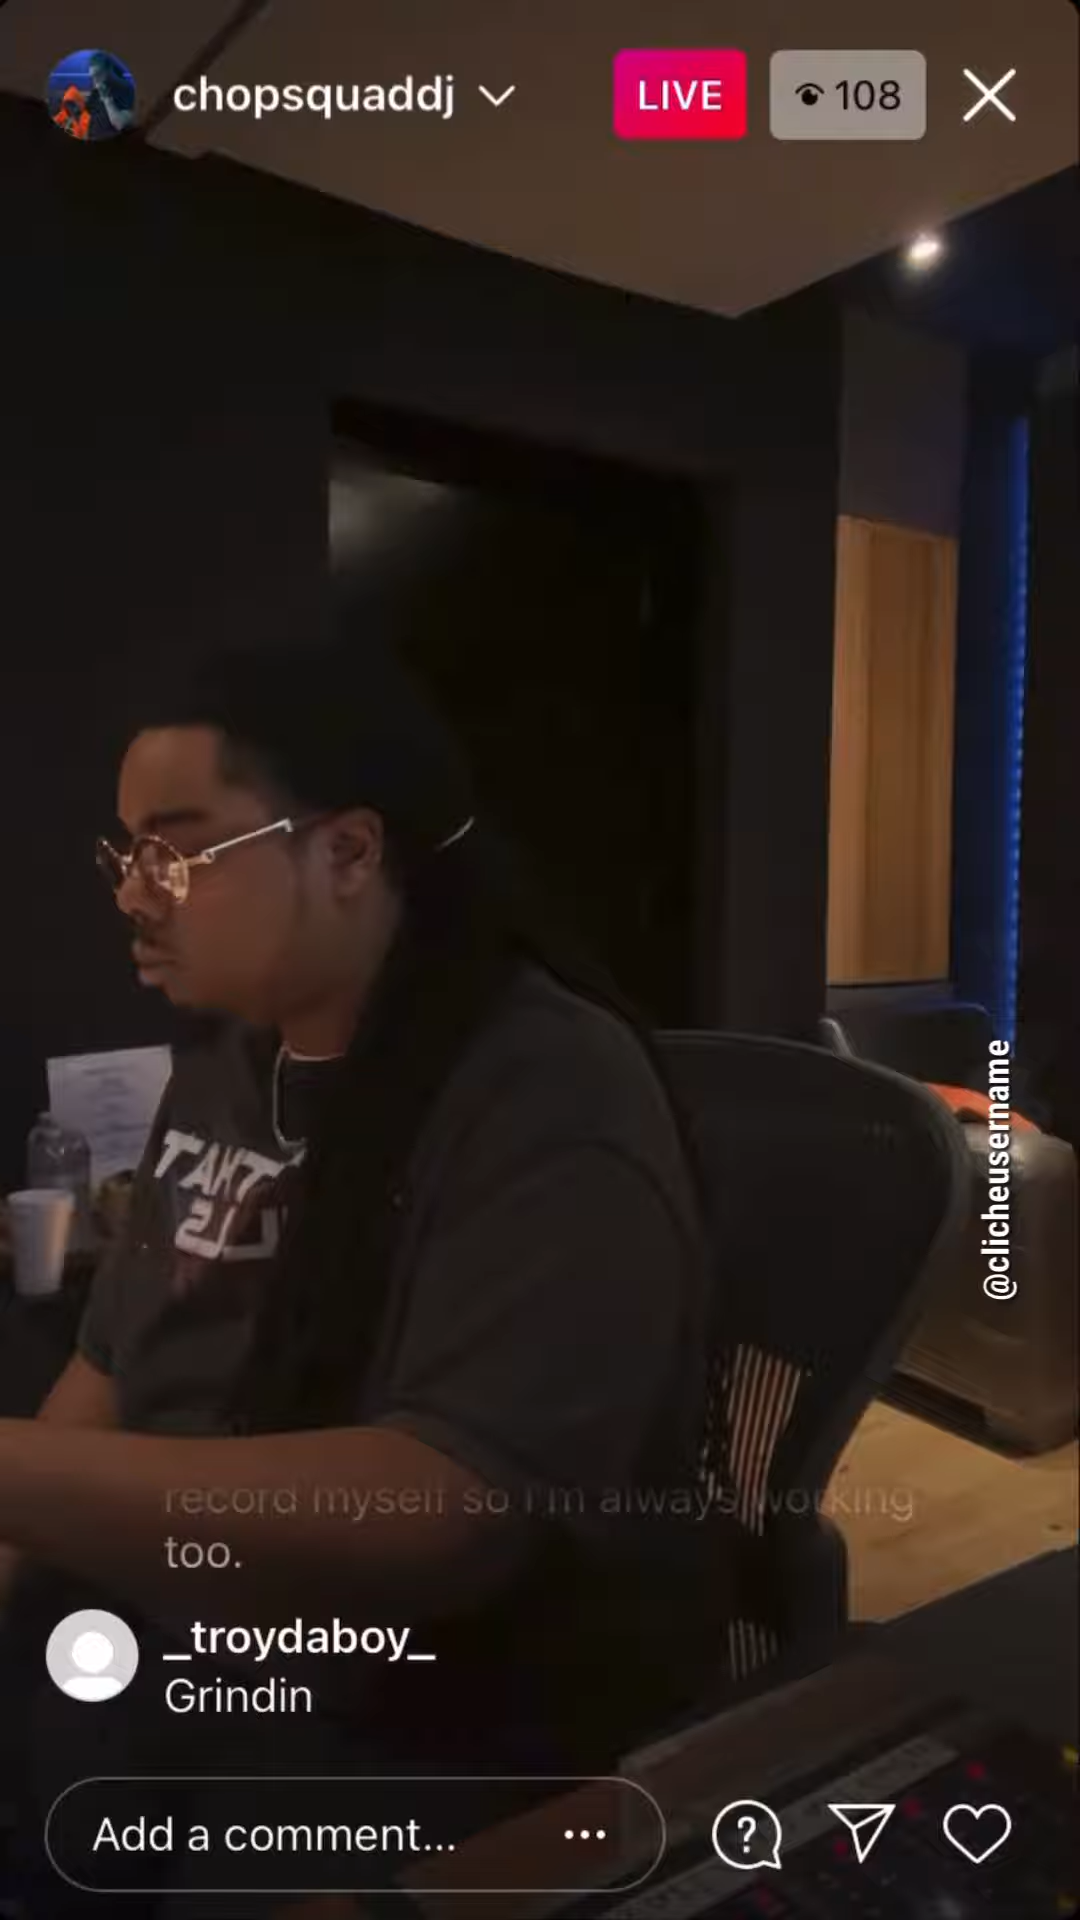 chopsquaddj
LIVE
108
@clicheusername
record myself so I'm always working
too.
_troydaboy_
Grindin
Add a comment...